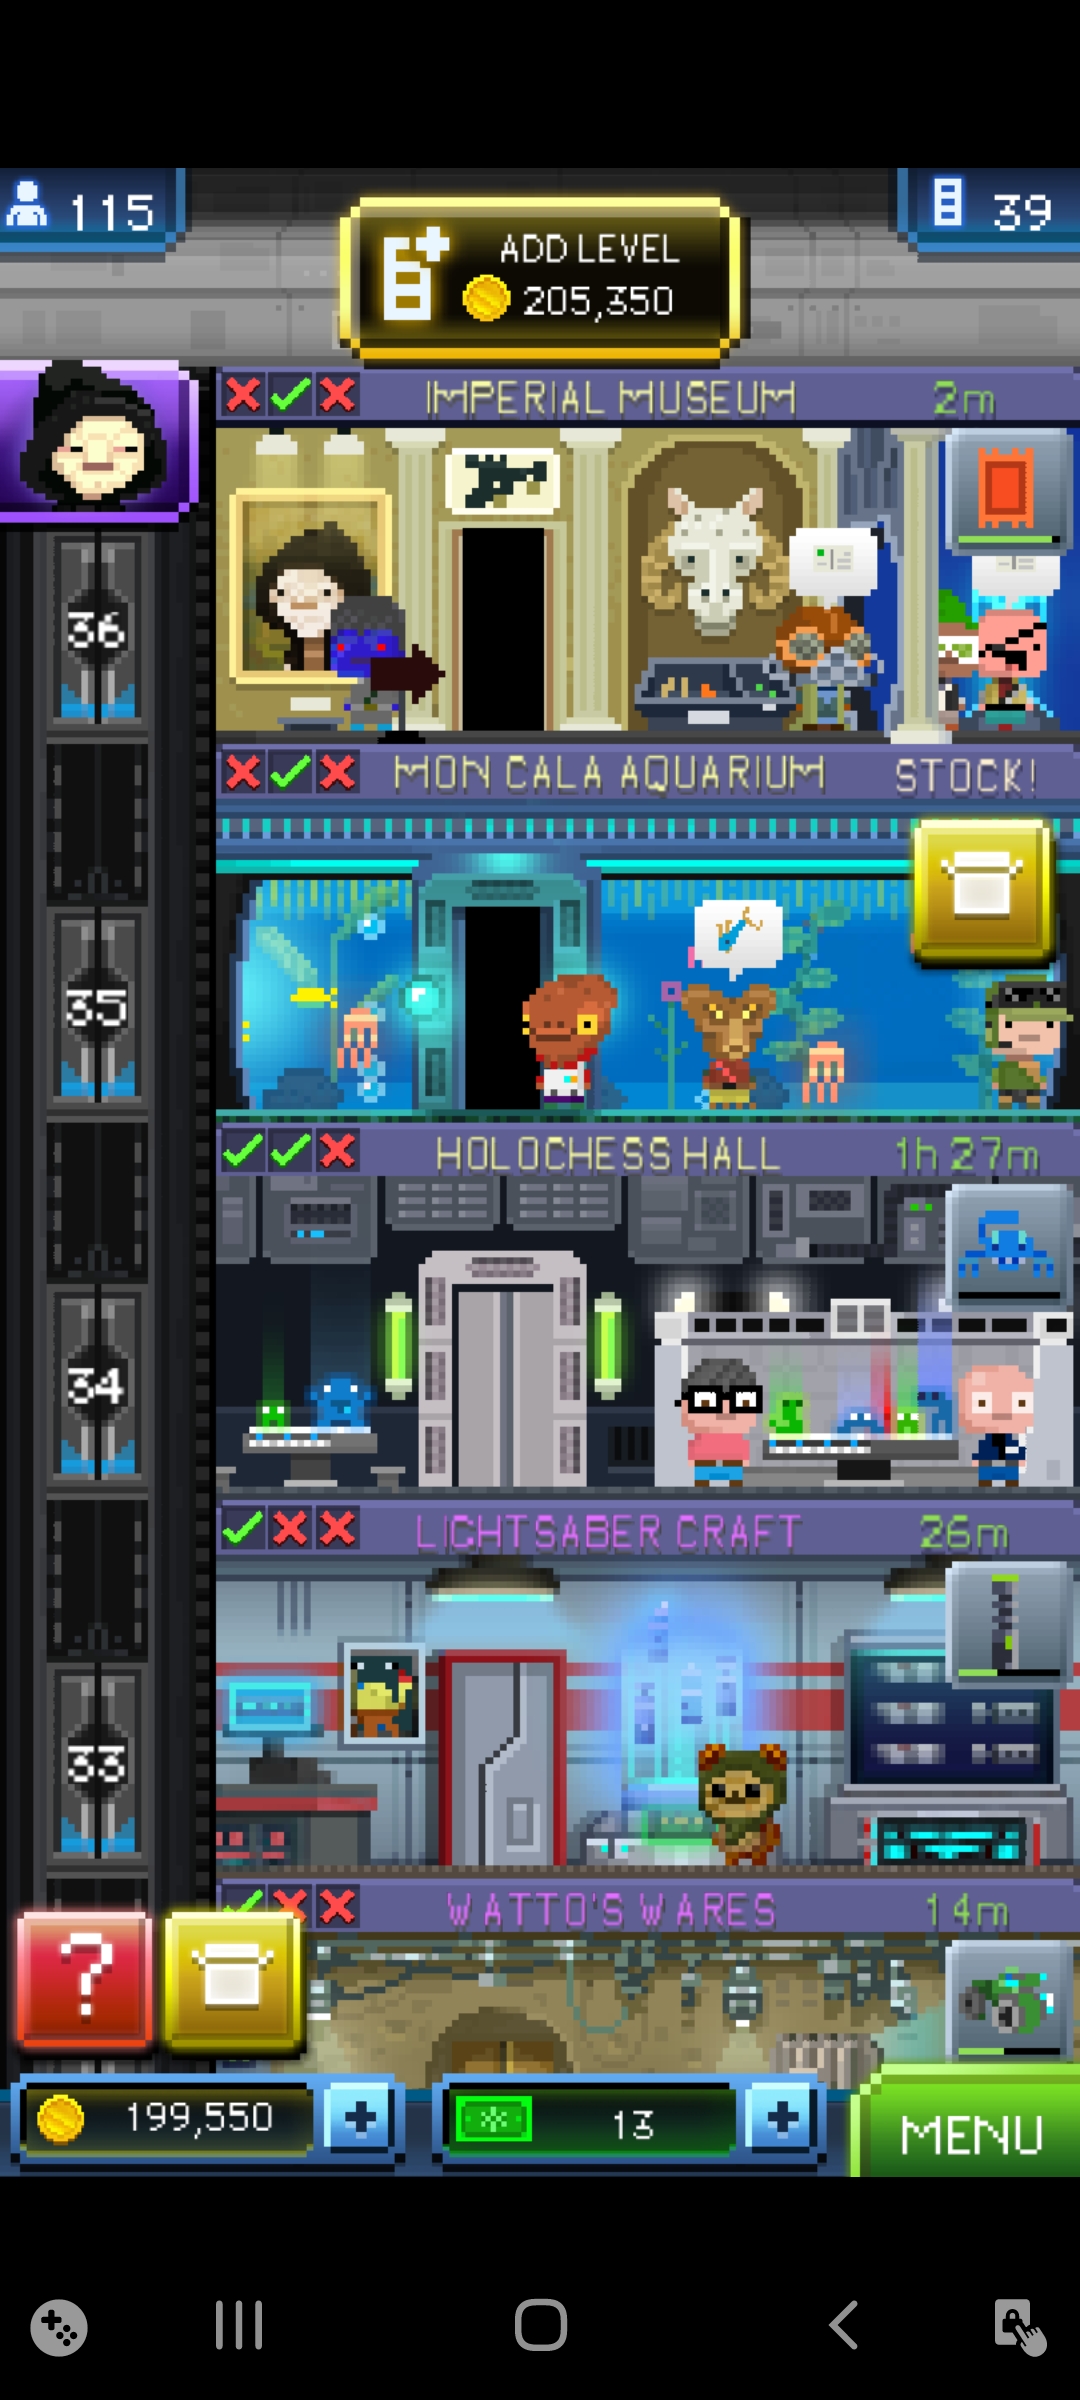 115
ADD LEVEL
205,350
39
IMPERIAL MUSEUM 2m
36
MON CALA AQUARIUM STOCK!
35
HOLOCHESS HALL 1h 27m
34
LIGHTSABER CRAFT 26m
33
WATTO'S WARES 14m
?
199,550 +
13 +
MENU